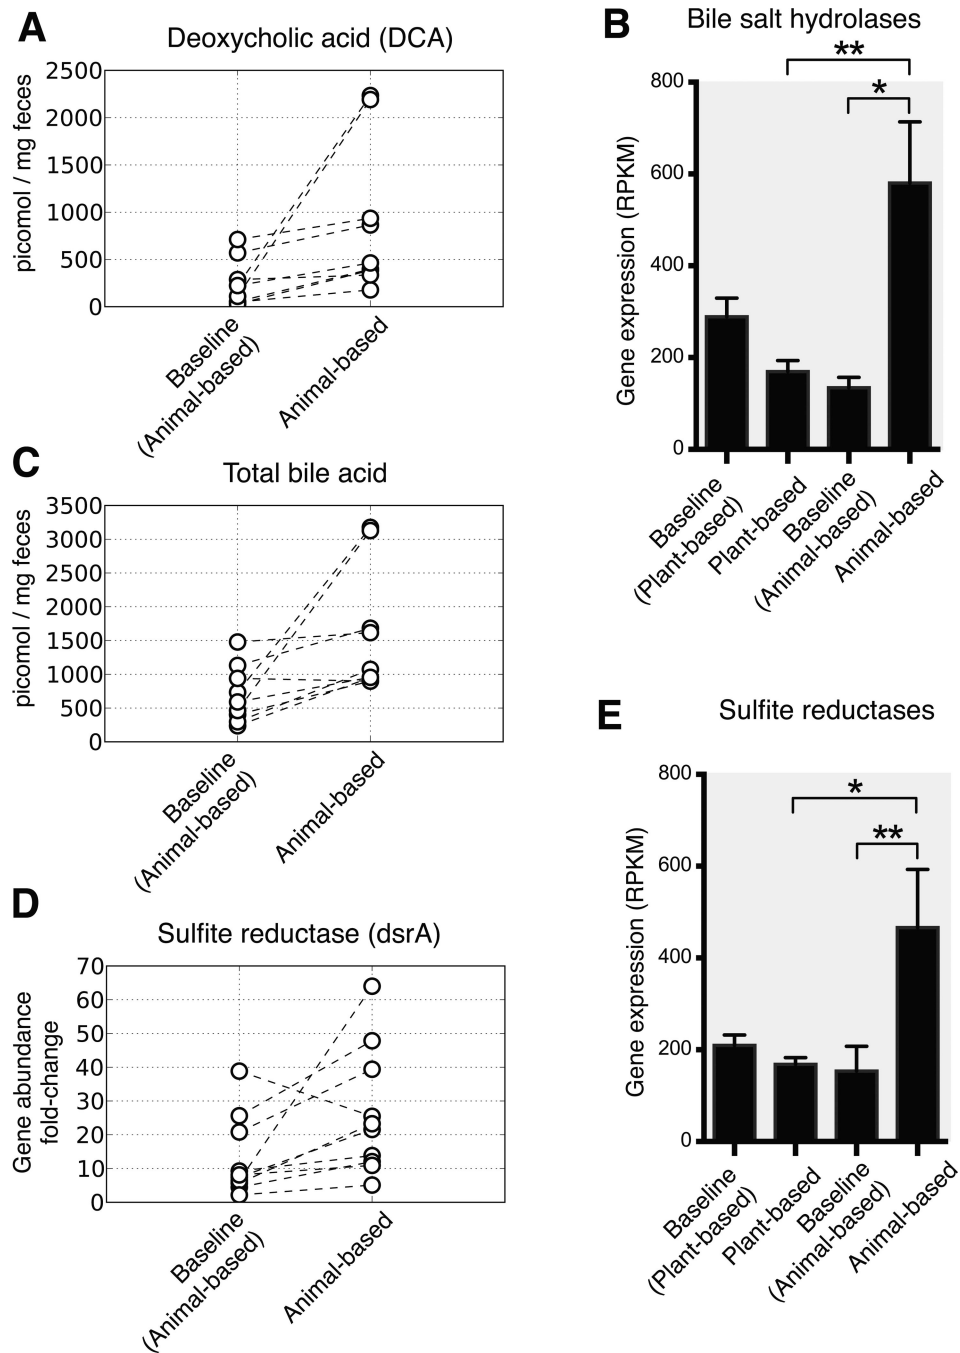 A
Deoxycholic acid (DCA)
2500
2000
1500
1000
500
0
picomol / mg feces
Baseline
(Animal-based)
Animal-based
B
Bile salt hydrolases
**
*
800
600
400
200
0
Gene expression (RPKM)
Baseline
(Plant-based)
Plant-based
Baseline
(Animal-based)
Animal-based
C
Total bile acid
3500
3000
2500
2000
1500
1000
500
0
picomol / mg feces
Baseline
(Animal-based)
Animal-based
D
Sulfite reductase (dsrA)
70
60
50
40
30
20
10
0
Gene abundance
fold-change
Baseline
(Animal-based)
Animal-based
E
Sulfite reductases
*
**
800
600
400
200
0
Gene expression (RPKM)
Baseline
(Plant-based)
Plant-based
Baseline
(Animal-based)
Animal-based